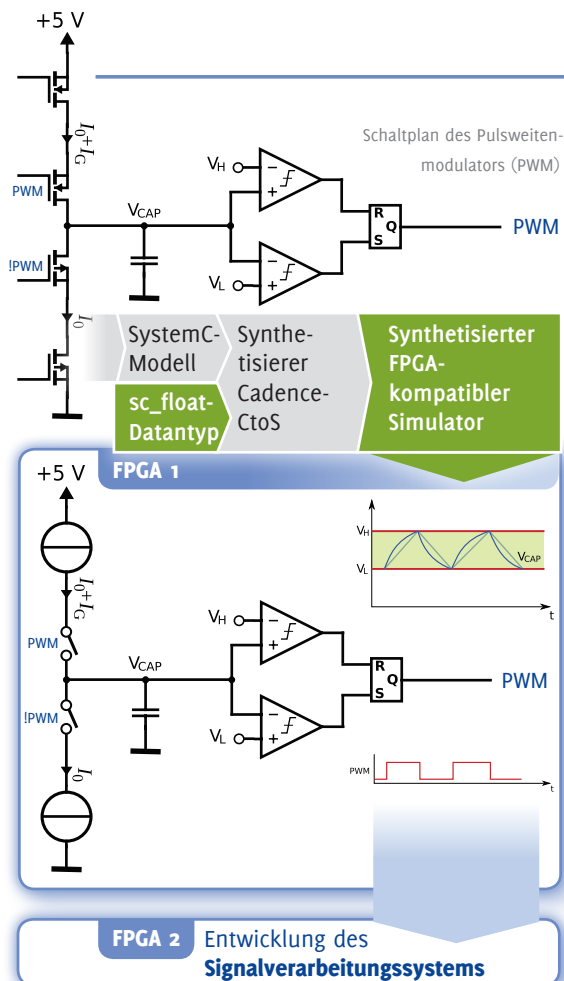 +5 V
I0+IG
Schaltplan des Pulsweiten-
modulators (PWM)
PWM
VH
VCAP
R
Q
S
PWM
!PWM
VL
I0
SystemC-
Modell
sc_float-
Datantyp
Synthe-
tisierer
Cadence-
CtoS
Synthetisierter
FPGA-
kompatibler
Simulator
FPGA 1
+5 V
VH
VCAP
VL
t
I0+IG
PWM
VH
VCAP
R
Q
S
PWM
!PWM
VL
I0
PWM
t
FPGA 2
Entwicklung des
Signalverarbeitungssystems